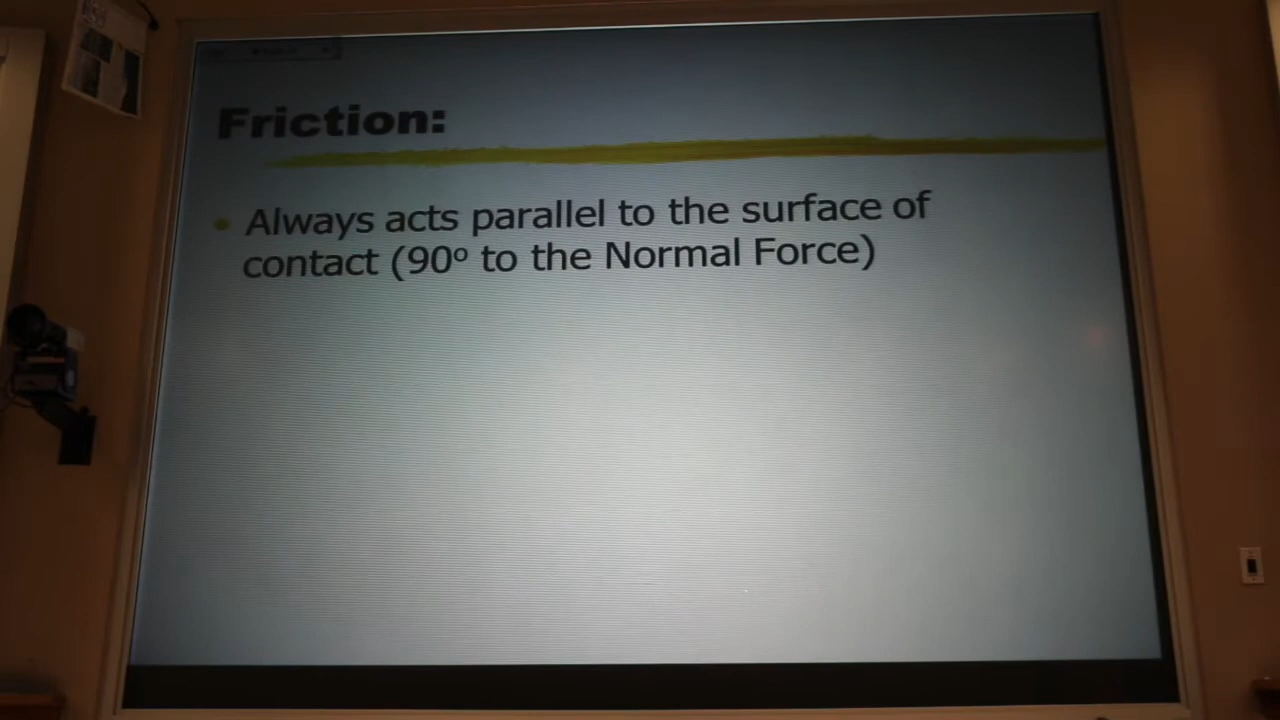 Friction:
Always acts parallel to the surface of
contact (90º to the Normal Force)